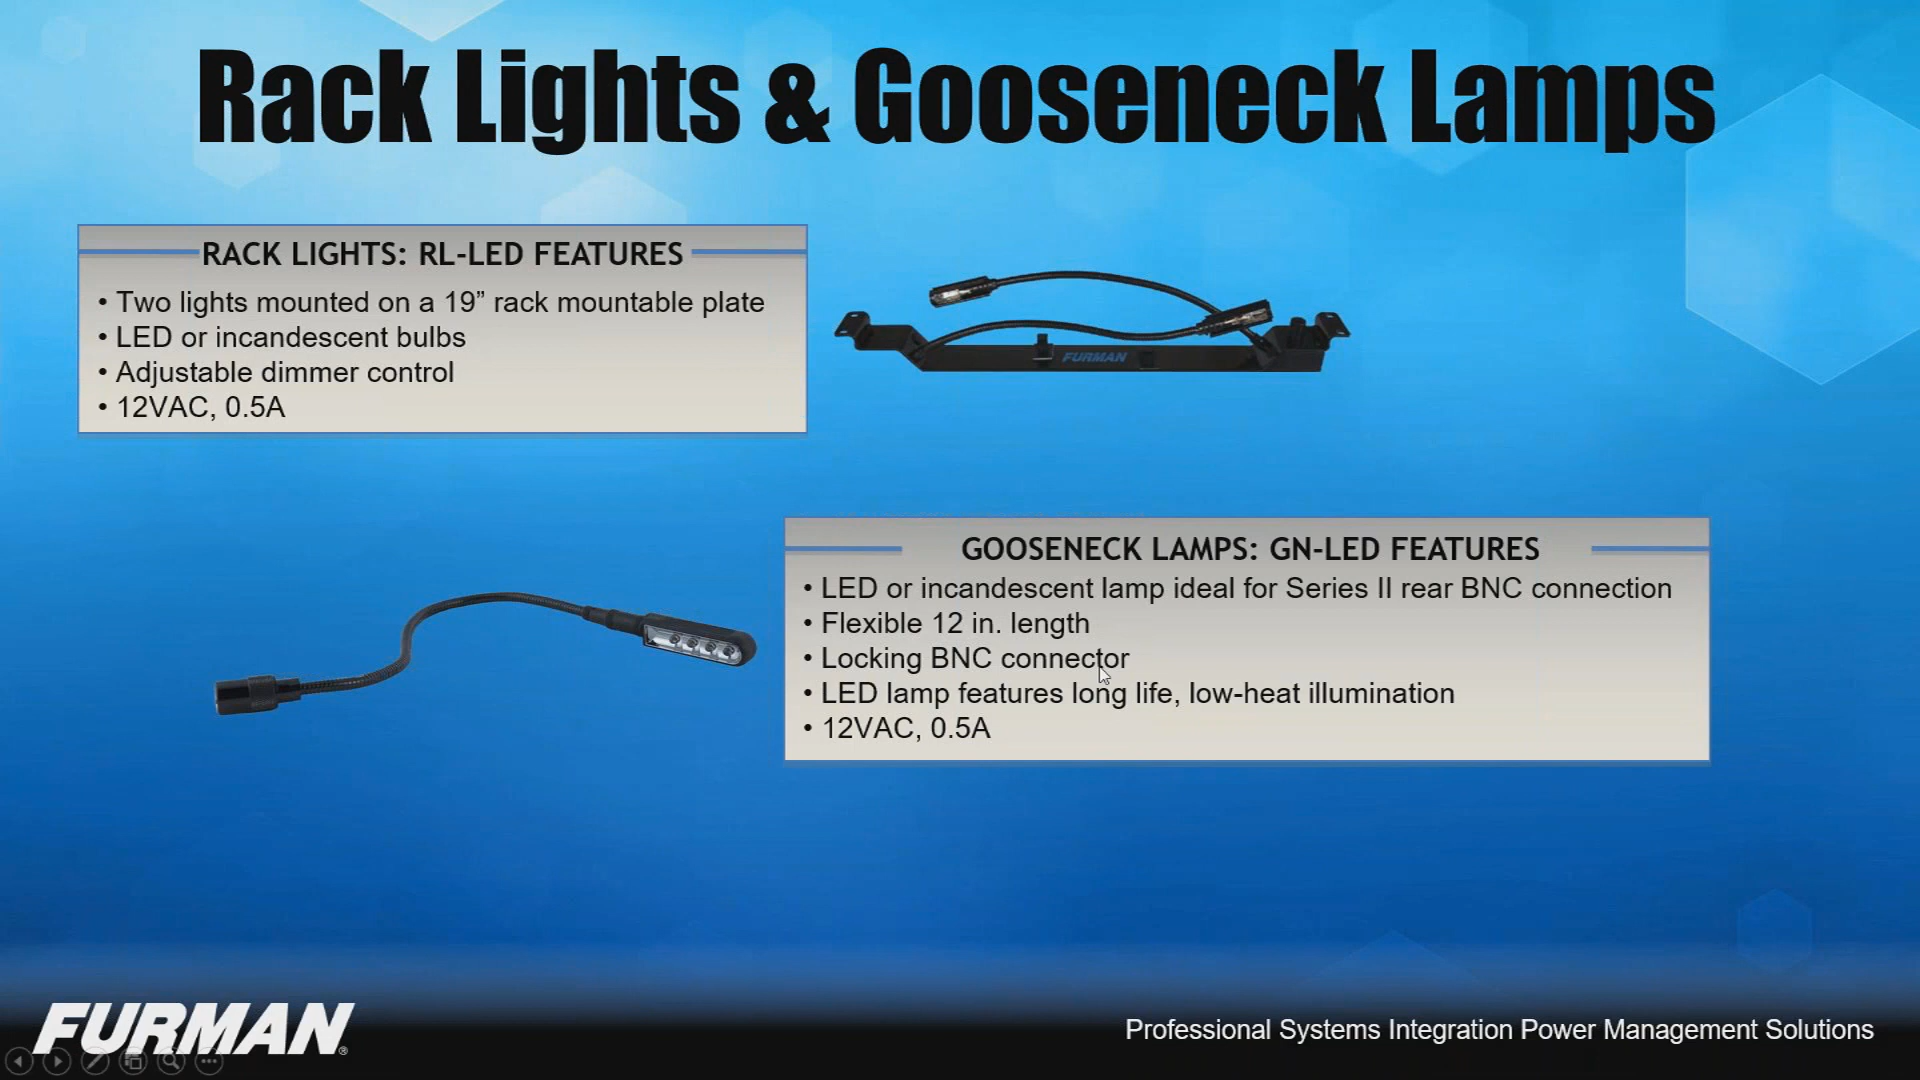 Rack Lights & Gooseneck Lamps
RACK LIGHTS: RL-LED FEATURES
• Two lights mounted on a 19” rack mountable plate
• LED or incandescent bulbs
• Adjustable dimmer control
• 12VAC, 0.5A
FURMAN
GOOSENECK LAMPS: GN-LED FEATURES
• LED or incandescent lamp ideal for Series II rear BNC connection
• Flexible 12 in. length
• Locking BNC connector
• LED lamp features long life, low-heat illumination
• 12VAC, 0.5A
FURMAN®
Professional Systems Integration Power Management Solutions